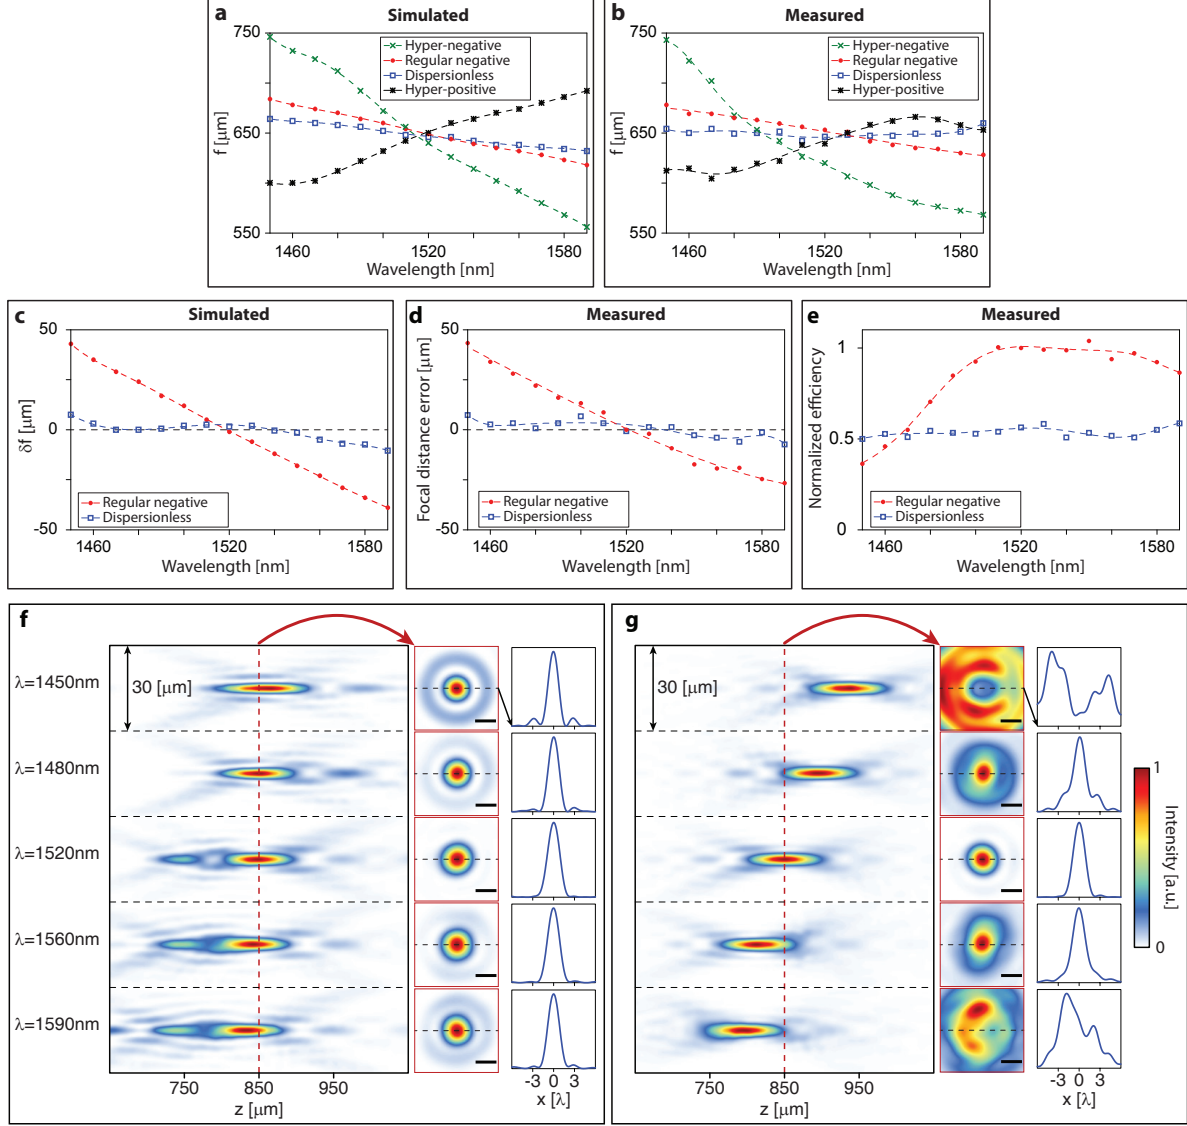 a
Simulated
750
650
550
f [μm]
Hyper-negative
Regular negative
Dispersionless
Hyper-positive
1460
1520
1580
Wavelength [nm]
b
Measured
750
650
550
f [μm]
Hyper-negative
Regular negative
Dispersionless
Hyper-positive
1460
1520
1580
Wavelength [nm]
c
Simulated
50
0
-50
δf [μm]
Regular negative
Dispersionless
1460
1520
1580
Wavelength [nm]
d
Measured
50
0
-50
Focal distance error [μm]
Regular negative
Dispersionless
1460
1520
1580
Wavelength [nm]
e
Measured
1
0.5
0
Normalized efficiency
Regular negative
Dispersionless
1460
1520
1580
Wavelength [nm]
f
λ=1450nm
30 [μm]
λ=1480nm
λ=1520nm
λ=1560nm
λ=1590nm
750
850
950
z [μm]
-3
0
3
x [λ]
g
30 [μm]
750
850
950
z [μm]
-3
0
3
x [λ]
1
0
Intensity [a.u.]